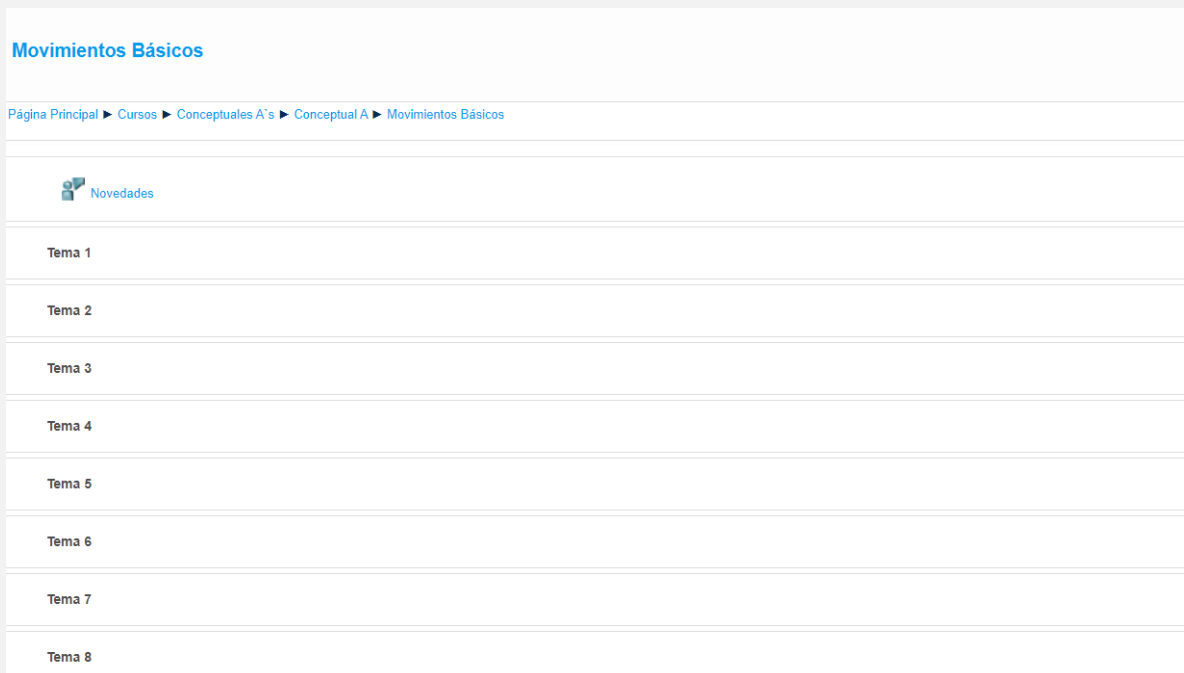 Movimientos Básicos
Página Principal ► Cursos ► Conceptuales A`s ► Conceptual A ► Movimientos Básicos
Novedades
Tema 1
Tema 2
Tema 3
Tema 4
Tema 5
Tema 6
Tema 7
Tema 8